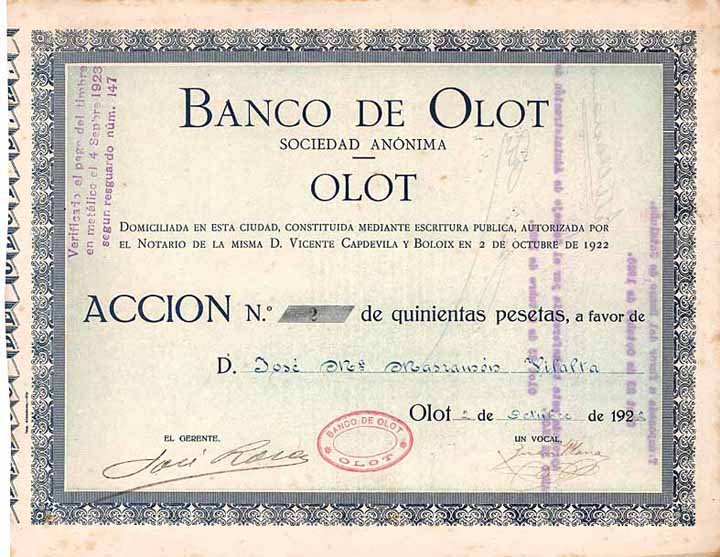 BANCO DE OLOT
SOCIEDAD ANÓNIMA
OLOT
DOMICILIADA EN ESTA CIUDAD, CONSTITUIDA MEDIANTE ESCRITURA PUBLICA, AUTORIZADA POR
EL NOTARIO DE LA MISMA D. VICENTE CAPDEVILA Y BOLOIX EN 2 DE OCTUBRE DE 1922
ACCION N.º 2 de quinientas pesetas, a favor de
D. José Mª Masramón Vilalta
Olot 2 de Octubre de 1922
EL GERENTE,
UN VOCAL,
José
BANCO DE OLOT
OLOT
Verificado el pago del timbre
en metálico el 4 Sepbre 1923
segun resguardo núm. 147